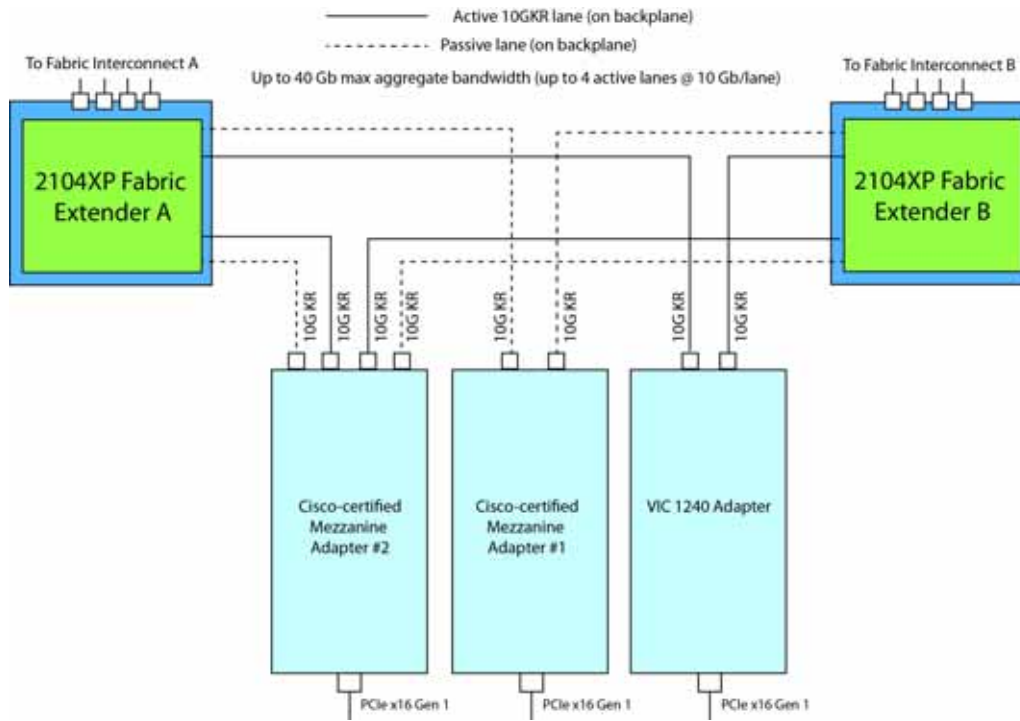 Active 10GKR lane (on backplane)
Passive lane (on backplane)
Up to 40 Gb max aggregate bandwidth (up to 4 active lanes @ 10 Gb/lane)
To Fabric Interconnect A
To Fabric Interconnect B
2104XP Fabric
Extender A
2104XP Fabric
Extender B
10G KR
10G KR
10G KR
10G KR
10G KR
10G KR
10G KR
10G KR
Cisco-certified
Mezzanine
Adapter #2
Cisco-certified
Mezzanine
Adapter #1
VIC 1240 Adapter
PCIe x16 Gen 1
PCIe x16 Gen 1
PCIe x16 Gen 1